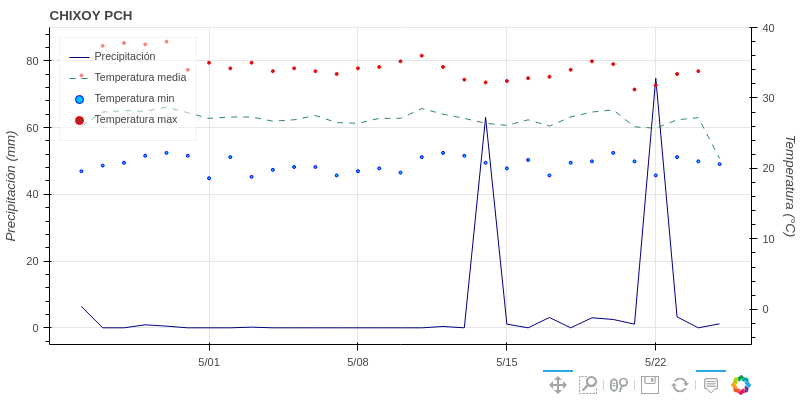 CHIXOY PCH
Precipitación
Temperatura media
Temperatura min
Temperatura max
Precipitación (mm)
80
60
40
20
0
Temperatura (°C)
40
30
20
10
0
5/01
5/08
5/15
5/22